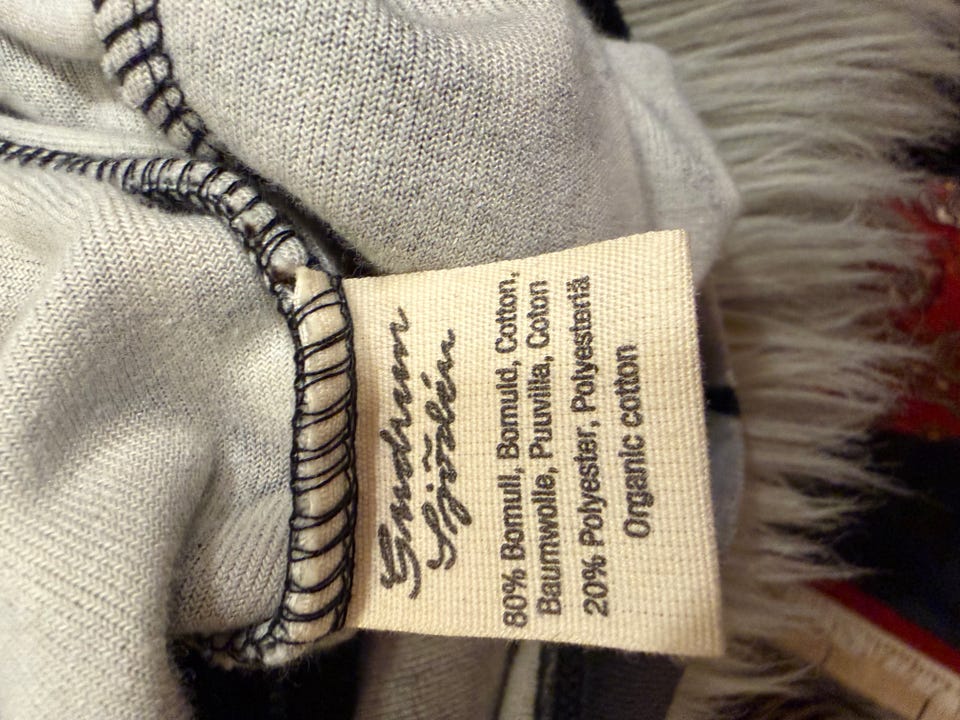 Gudrun
Sjödén
80% Bomull, Bomuld, Cotton,
Baumwolle, Puuvilla, Coton
20% Polyester, Polyesteriä
Organic cotton